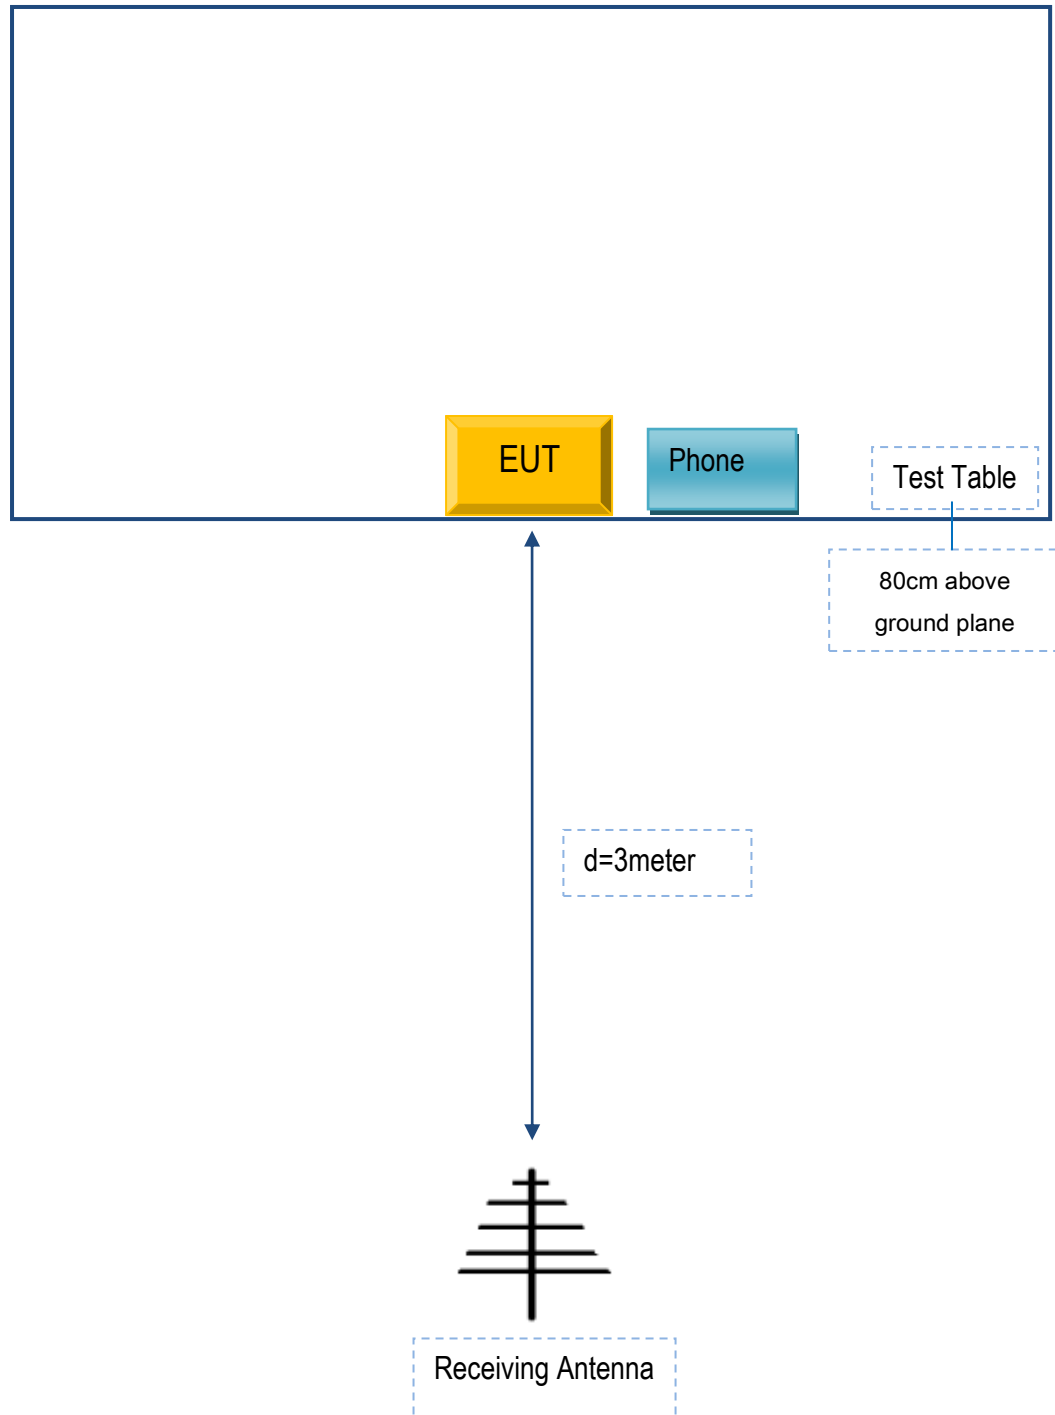 EUT
Phone
Test Table
80cm above
ground plane
d=3meter
Receiving Antenna